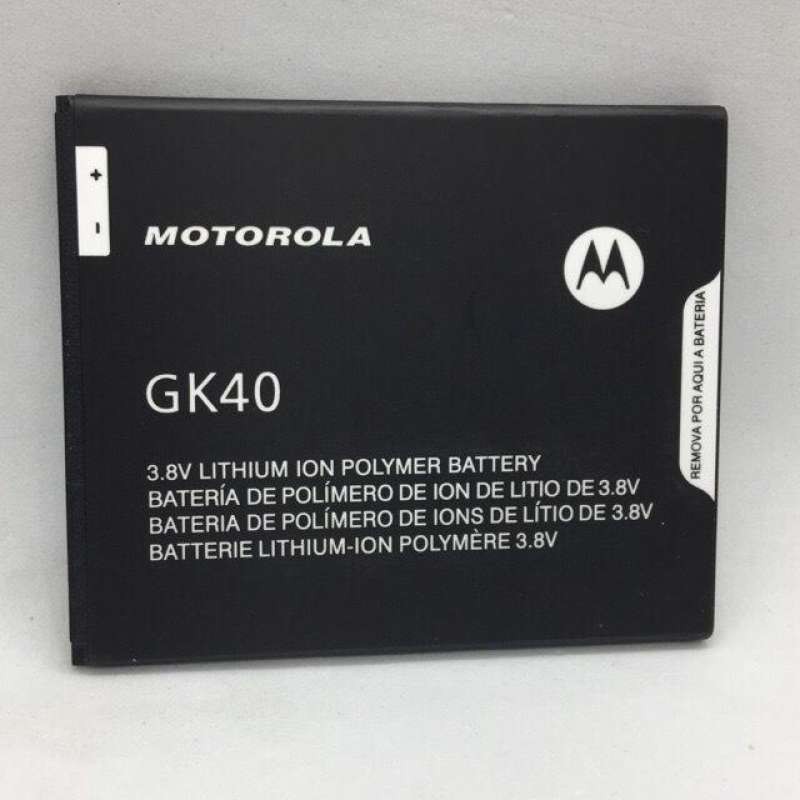 +
-
MOTOROLA
GK40
3.8V LITHIUM ION POLYMER BATTERY
BATERÍA DE POLÍMERO DE ION DE LITIO DE 3.8V
BATERIA DE POLÍMERO DE IONS DE LÍTIO DE 3.8V
BATTERIE LITHIUM-ION POLYMÈRE 3.8V
REMOVA POR AQUI A BATERIA